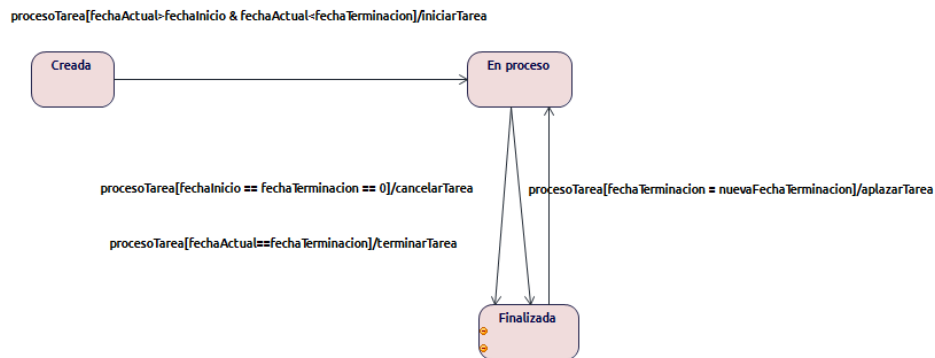 procesoTarea[fechaActual>fechaInicio & fechaActual<fechaTerminacion]/iniciarTarea
Creada
En proceso
procesoTarea[fechaInicio == fechaTerminacion == 0]/cancelarTarea
procesoTarea[fechaTerminacion = nuevaFechaTerminacion]/aplazarTarea
procesoTarea[fechaActual==fechaTerminacion]/terminarTarea
Finalizada